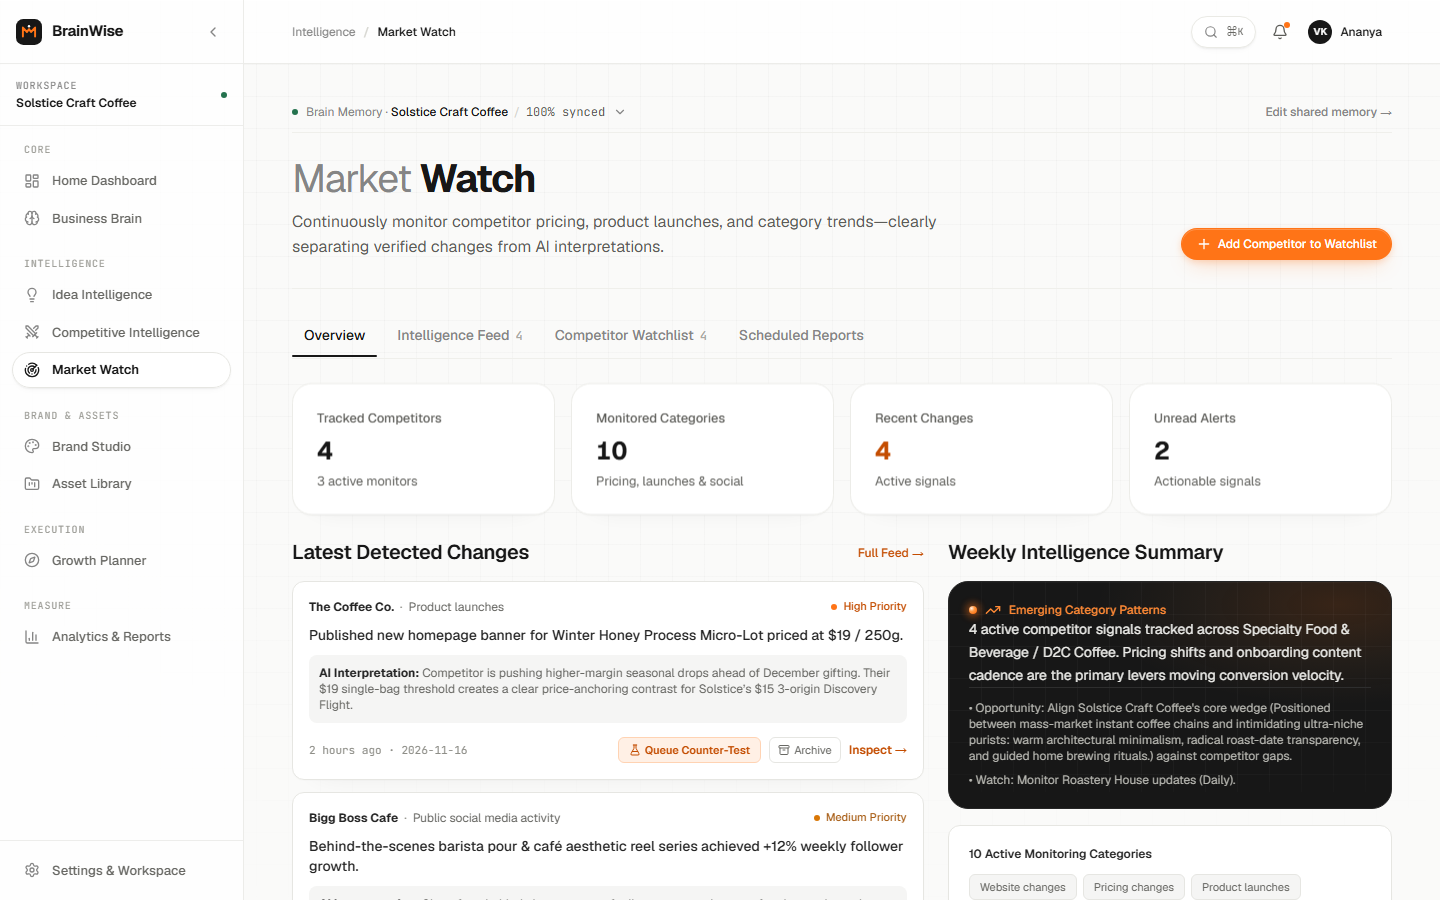 BrainWise
WORKSPACE
Solstice Craft Coffee
CORE
Home Dashboard
Business Brain
INTELLIGENCE
Idea Intelligence
Competitive Intelligence
Market Watch
BRAND & ASSETS
Brand Studio
Asset Library
EXECUTION
Growth Planner
MEASURE
Analytics & Reports
Settings & Workspace
Intelligence / Market Watch
⌘K
VK Ananya
Brain Memory · Solstice Craft Coffee / 100% synced
Edit shared memory →
Market Watch
Continuously monitor competitor pricing, product launches, and category trends—clearly
separating verified changes from AI interpretations.
Add Competitor to Watchlist
Overview
Intelligence Feed 4
Competitor Watchlist 4
Scheduled Reports
Tracked Competitors
4
3 active monitors
Monitored Categories
10
Pricing, launches & social
Recent Changes
4
Active signals
Unread Alerts
2
Actionable signals
Latest Detected Changes
Full Feed →
The Coffee Co. · Product launches
High Priority
Published new homepage banner for Winter Honey Process Micro-Lot priced at $19 / 250g.
AI Interpretation: Competitor is pushing higher-margin seasonal drops ahead of December gifting. Their
$19 single-bag threshold creates a clear price-anchoring contrast for Solstice's $15 3-origin Discovery
Flight.
2 hours ago · 2026-11-16
Queue Counter-Test
Archive
Inspect →
Bigg Boss Cafe · Public social media activity
Medium Priority
Behind-the-scenes barista pour & café aesthetic reel series achieved +12% weekly follower
growth.
Weekly Intelligence Summary
Emerging Category Patterns
4 active competitor signals tracked across Specialty Food &
Beverage / D2C Coffee. Pricing shifts and onboarding content
cadence are the primary levers moving conversion velocity.
• Opportunity: Align Solstice Craft Coffee's core wedge (Positioned
between mass-market instant coffee chains and intimidating ultra-niche
purists: warm architectural minimalism, radical roast-date transparency,
and guided home brewing rituals.) against competitor gaps.
• Watch: Monitor Roastery House updates (Daily).
10 Active Monitoring Categories
Website changes
Pricing changes
Product launches